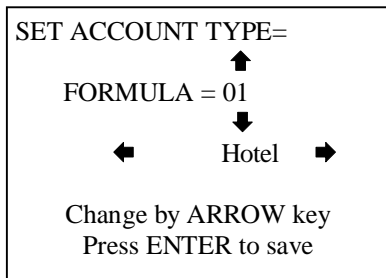 SET ACCOUNT TYPE=
FORMULA = 01
Hotel
Change by ARROW key
Press ENTER to save